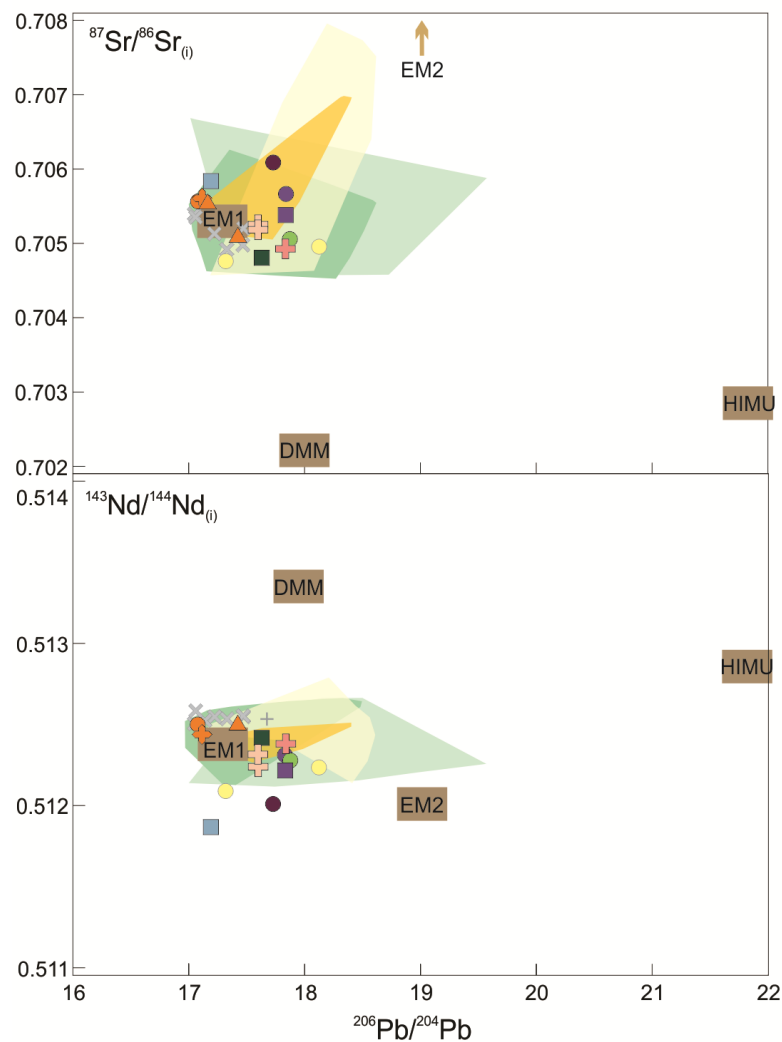 0.708
⁸⁷Sr/⁸⁶Sr(i)
EM2
0.707
0.706
EM1
0.705
0.704
0.703
HIMU
DMM
0.702
0.514
¹⁴³Nd/¹⁴⁴Nd(i)
DMM
0.513
HIMU
EM1
EM2
0.512
0.511
16 17 18 19 20 21 22
²⁰⁶Pb/²⁰⁴Pb